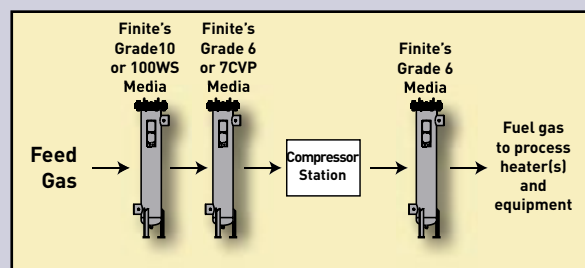 Finite's
Grade10
or 100WS
Media
Finite's
Grade 6
or 7CVP
Media
Finite's
Grade 6
Media
Feed
Gas
Compressor
Station
Fuel gas
to process
heater(s)
and
equipment